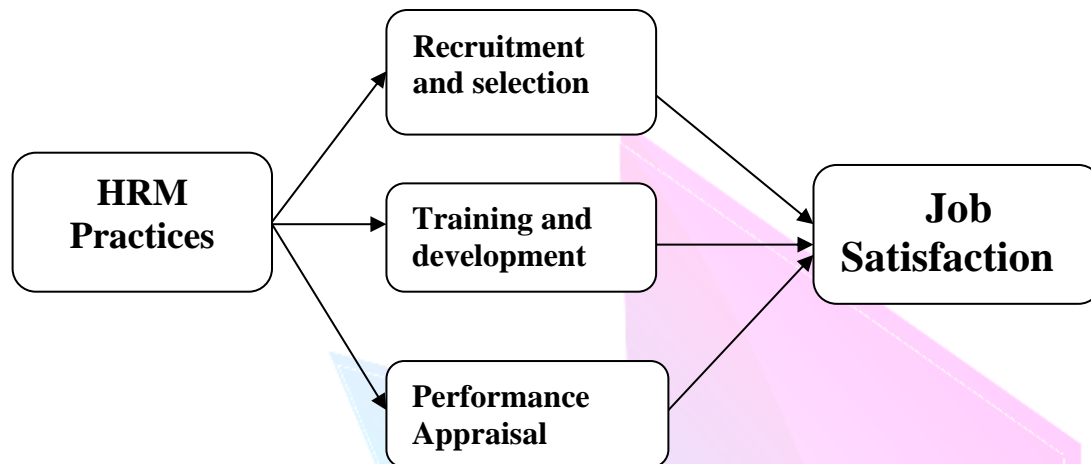 HRM
Practices
Recruitment
and selection
Training and
development
Performance
Appraisal
Job
Satisfaction